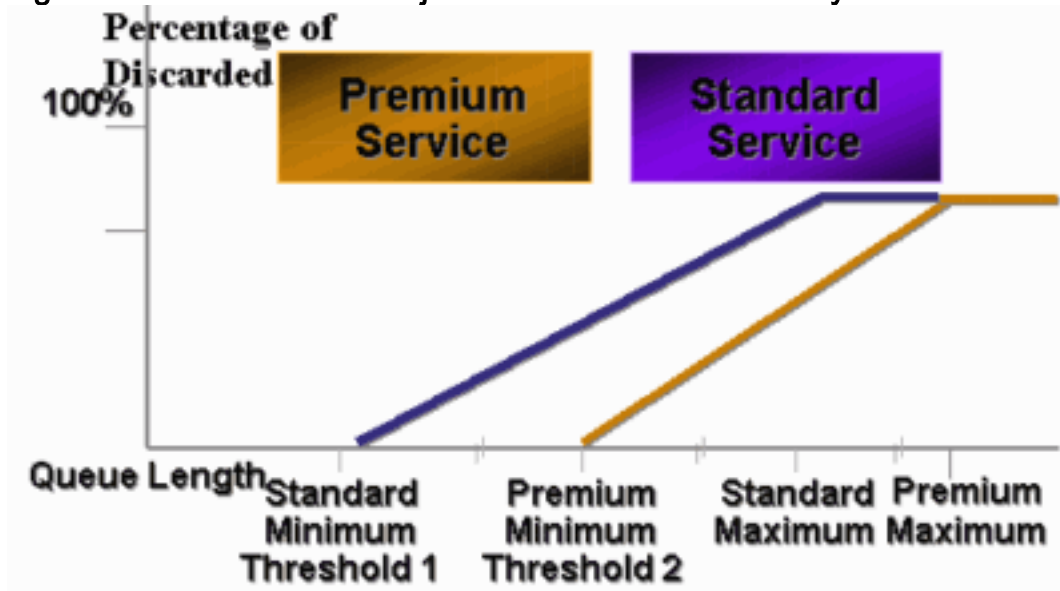 Percentage of
Discarded
100%
Premium
Service
Standard
Service
Queue Length
Standard
Minimum
Threshold 1
Premium
Minimum
Threshold 2
Standard
Maximum
Premium
Maximum